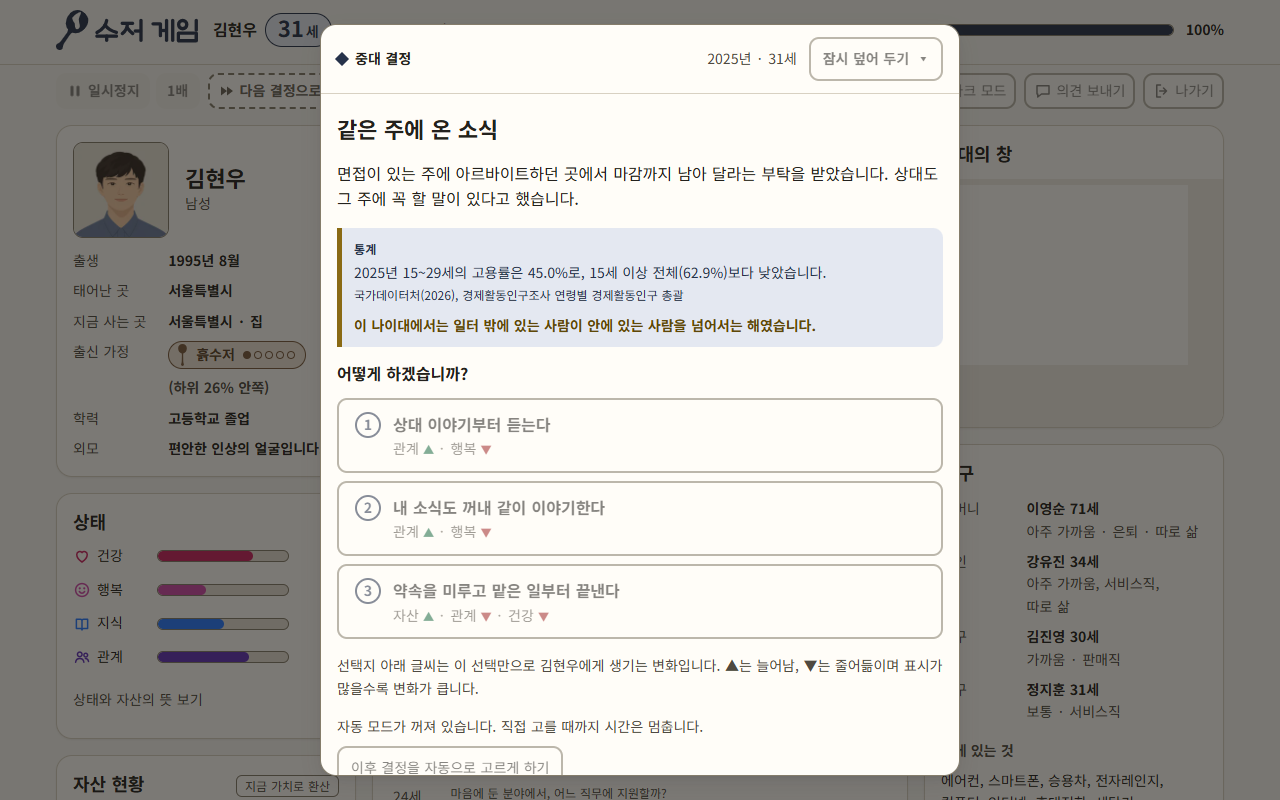 수저 게임 김현우 31세 100%
일시정지 1배 다음 결정으로 크 모드 의견 보내기 나가기
중대 결정 2025년 · 31세 잠시 덮어 두기
같은 주에 온 소식
면접이 있는 주에 아르바이트하던 곳에서 마감까지 남아 달라는 부탁을 받았습니다. 상대도
그 주에 꼭 할 말이 있다고 했습니다.
통계
2025년 15~29세의 고용률은 45.0%로, 15세 이상 전체(62.9%)보다 낮았습니다.
국가데이터처(2026), 경제활동인구조사 연령별 경제활동인구 총괄
이 나이대에서는 일터 밖에 있는 사람이 안에 있는 사람을 넘어서는 해였습니다.
어떻게 하겠습니까?
1 상대 이야기부터 듣는다
관계 ▲ · 행복 ▼
2 내 소식도 꺼내 같이 이야기한다
관계 ▲ · 행복 ▼
3 약속을 미루고 맡은 일부터 끝낸다
자산 ▲ · 관계 ▼ · 건강 ▼
선택지 아래 글씨는 이 선택만으로 김현우에게 생기는 변화입니다. ▲는 늘어남, ▼는 줄어듦이며 표시가
많을수록 변화가 큽니다.
자동 모드가 꺼져 있습니다. 직접 고를 때까지 시간은 멈춥니다.
이후 결정을 자동으로 고르게 하기
김현우
남성
출생 1995년 8월
태어난 곳 서울특별시
지금 사는 곳 서울특별시 · 집
출신 가정 흙수저
(하위 26% 안쪽)
학력 고등학교 졸업
외모 편안한 인상의 얼굴입니다
상태
건강
행복
지식
관계
상태와 자산의 뜻 보기
자산 현황 지금 가치로 환산
24세 마음에 둔 분야에서, 어느 직무에 지원할까?
대의 창
구
머니 이영순 71세
아주 가까움 · 은퇴 · 따로 삶
인 강유진 34세
아주 가까움, 서비스직,
따로 삶
구 김진영 30세
가까움 · 판매직
구 정지훈 31세
보통 · 서비스직
에 있는 것
에어컨, 스마트폰, 승용차, 전자레인지,